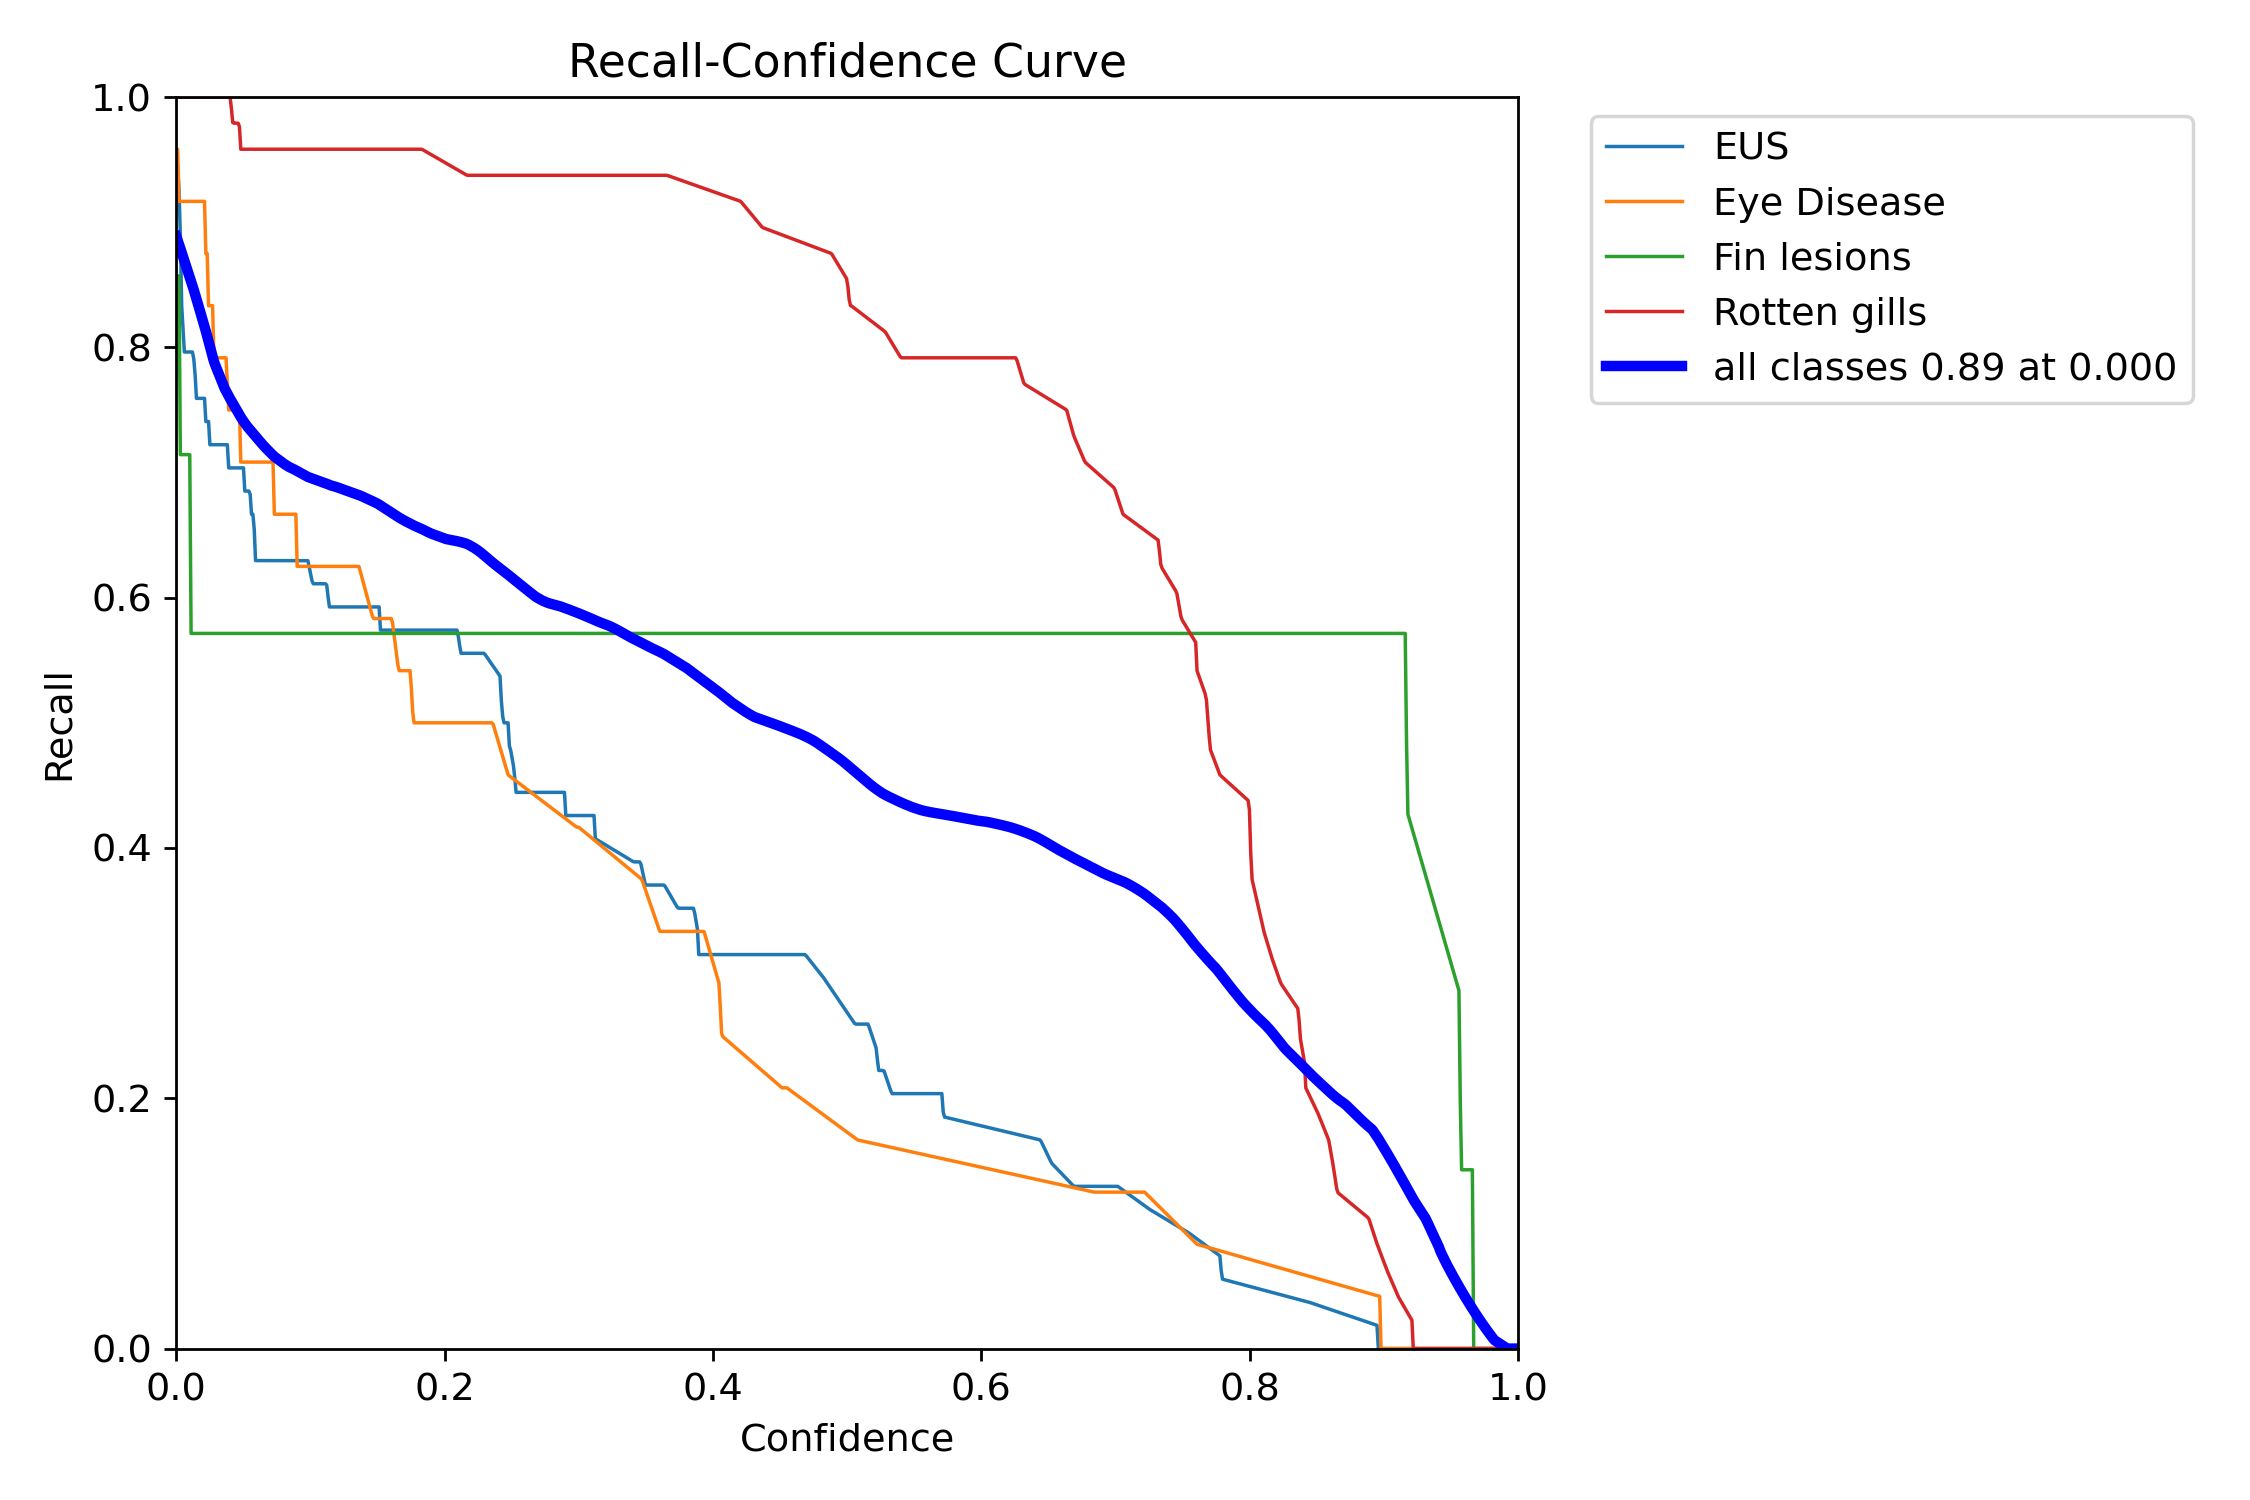 Recall-Confidence Curve
1.0
0.8
0.6
0.4
0.2
0.0
Recall
0.0 0.2 0.4 0.6 0.8 1.0
Confidence
EUS
Eye Disease
Fin lesions
Rotten gills
all classes 0.89 at 0.000